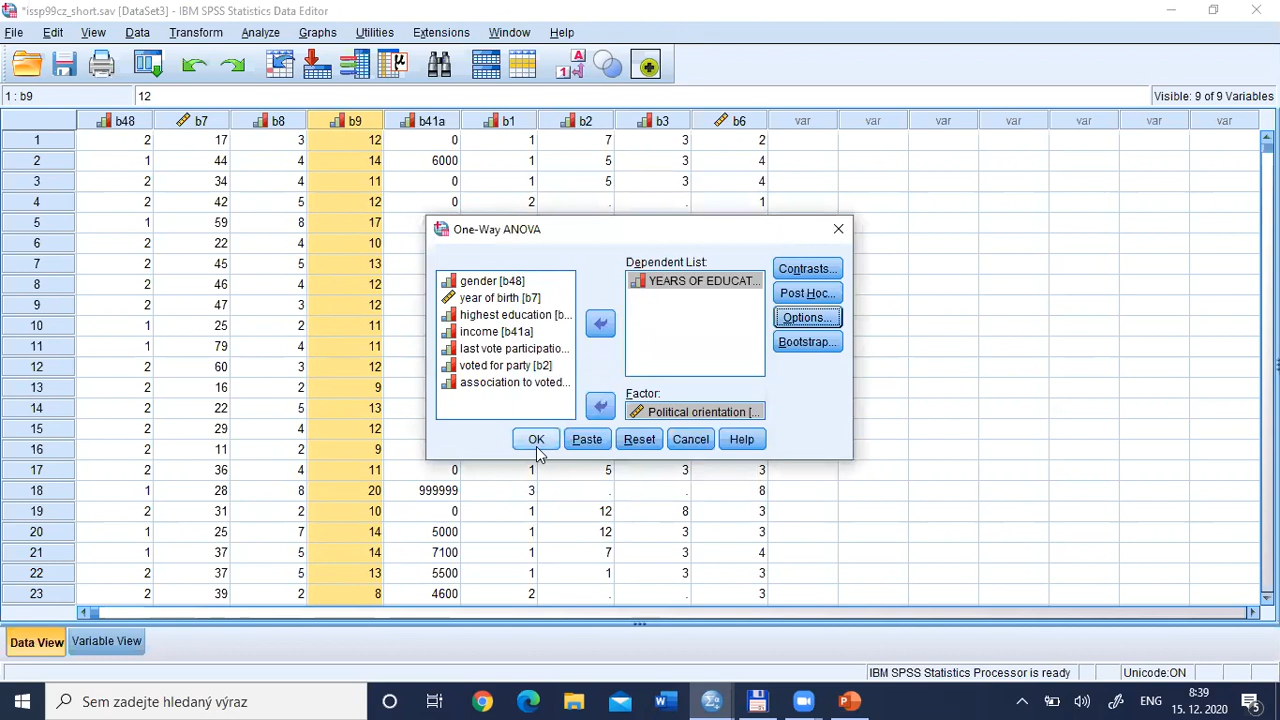 *issp99cz_short.sav [DataSet3] - IBM SPSS Statistics Data Editor
File Edit View Data Transform Analyze Graphs Utilities Extensions Window Help
1 : b9 12 Visible: 9 of 9 Variables
b48 b7 b8 b9 b41a b1 b2 b3 b6 var var var var var var var
1 2 17 3 12 0 1 7 3 2
2 1 44 4 14 6000 1 5 3 4
3 2 34 4 11 0 1 5 3 4
4 2 42 5 12 0 2 . . 1
5 1 59 8 17
6 2 22 4 10
7 2 45 5 13
8 2 46 4 11
9 2 47 3 12
10 1 25 2 11
11 1 79 4 11
12 2 60 3 12
13 2 16 2 9
14 2 22 5 13
15 2 29 4 12
16 2 11 2 9
17 2 36 4 11 0 1 5 3 3
18 1 28 8 20 999999 3 . . 8
19 2 31 2 10 0 1 12 8 3
20 1 25 7 14 5000 1 12 3 3
21 1 37 5 14 7100 1 7 3 4
22 2 37 5 13 5500 1 1 3 3
23 2 39 2 8 4600 2 . . 3
One-Way ANOVA
gender [b48]
year of birth [b7]
highest education [b...
income [b41a]
last vote participatio...
voted for party [b2]
association to voted...
Dependent List:
YEARS OF EDUCAT...
Factor:
Political orientation [...
Contrasts...
Post Hoc...
Options...
Bootstrap...
OK Paste Reset Cancel Help
Data View Variable View
IBM SPSS Statistics Processor is ready Unicode:ON
Sem zadejte hledaný výraz
ENG
8:39
15. 12. 2020
5